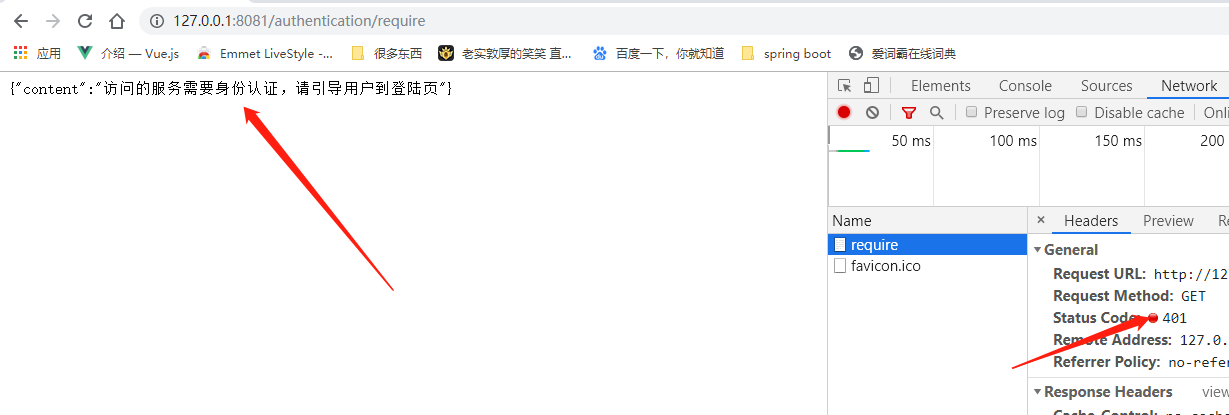 127.0.0.1:8081/authentication/require
应用 介绍 — Vue.js Emmet LiveStyle -... 很多东西 老实敦厚的笑笑 直... 百度一下，你就知道 spring boot 爱词霸在线词典
{"content":"访问的服务需要身份认证，请引导用户到登陆页"}
Elements Console Sources Network
Preserve log Disable cache Onli
50 ms 100 ms 150 ms 200
Name
require
favicon.ico
× Headers Preview Re
General
Request URL: http://12
Request Method: GET
Status Code: 401
Remote Address: 127.0.
Referrer Policy: no-refer
Response Headers view
Cache-Control: no-cache